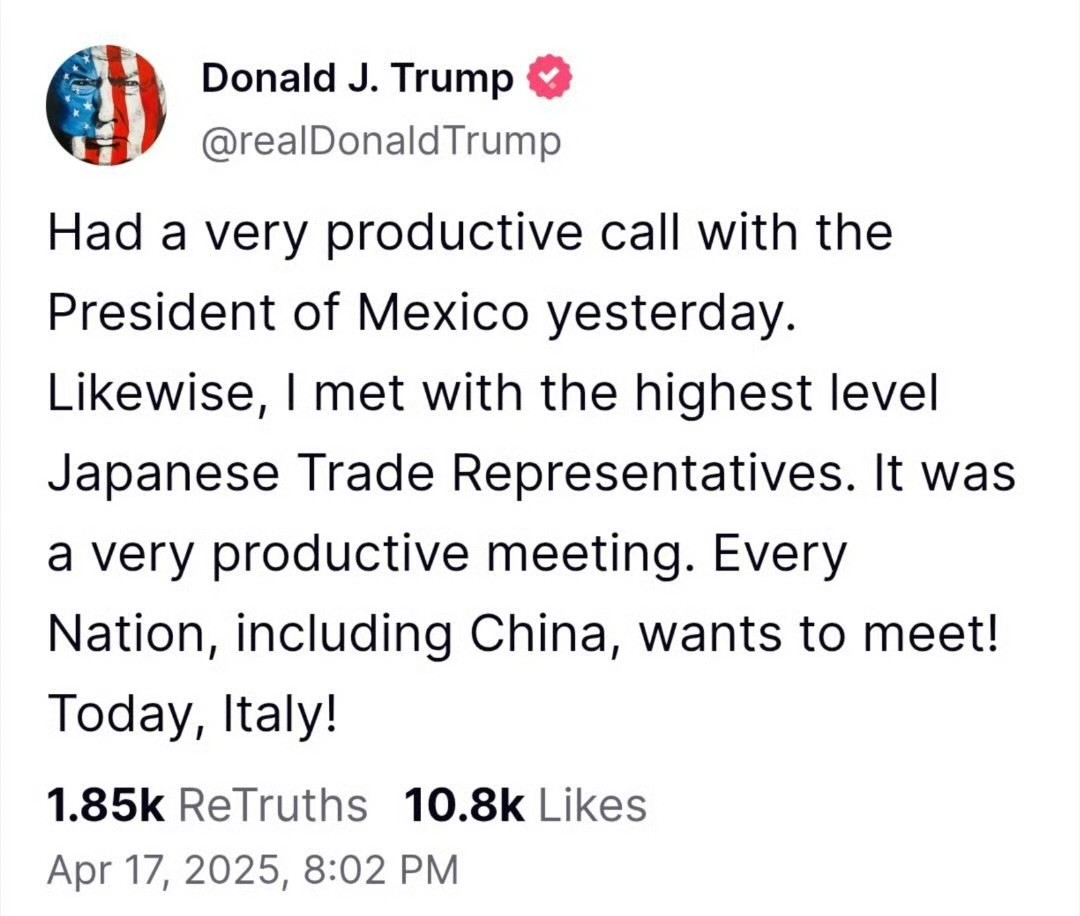 Donald J. Trump
@realDonaldTrump
Had a very productive call with the
President of Mexico yesterday.
Likewise, I met with the highest level
Japanese Trade Representatives. It was
a very productive meeting. Every
Nation, including China, wants to meet!
Today, Italy!
1.85k ReTruths 10.8k Likes
Apr 17, 2025, 8:02 PM